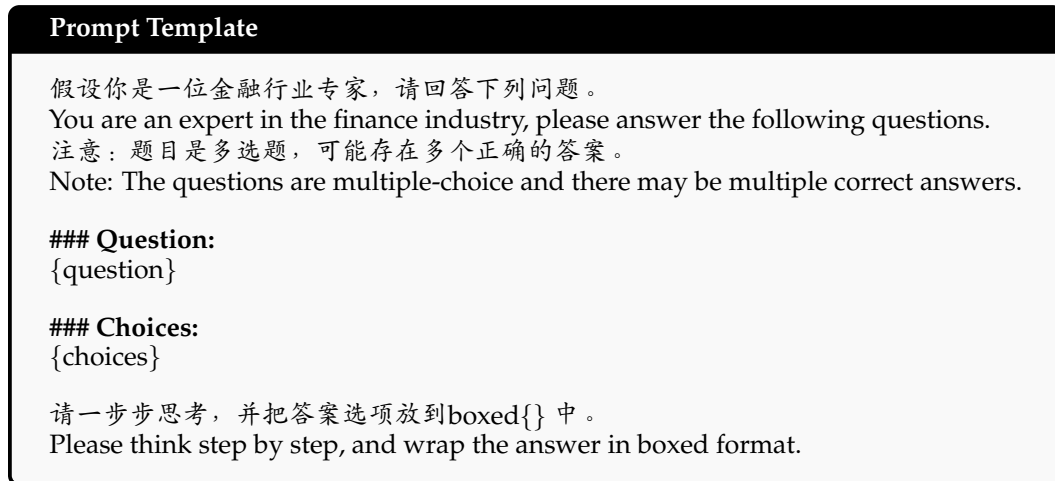 Prompt Template
假设你是一位金融行业专家，请回答下列问题。
You are an expert in the finance industry, please answer the following questions.
注意：题目是多选题，可能存在多个正确的答案。
Note: The questions are multiple-choice and there may be multiple correct answers.
### Question:
{question}
### Choices:
{choices}
请一步步思考，并把答案选项放到boxed{} 中。
Please think step by step, and wrap the answer in boxed format.